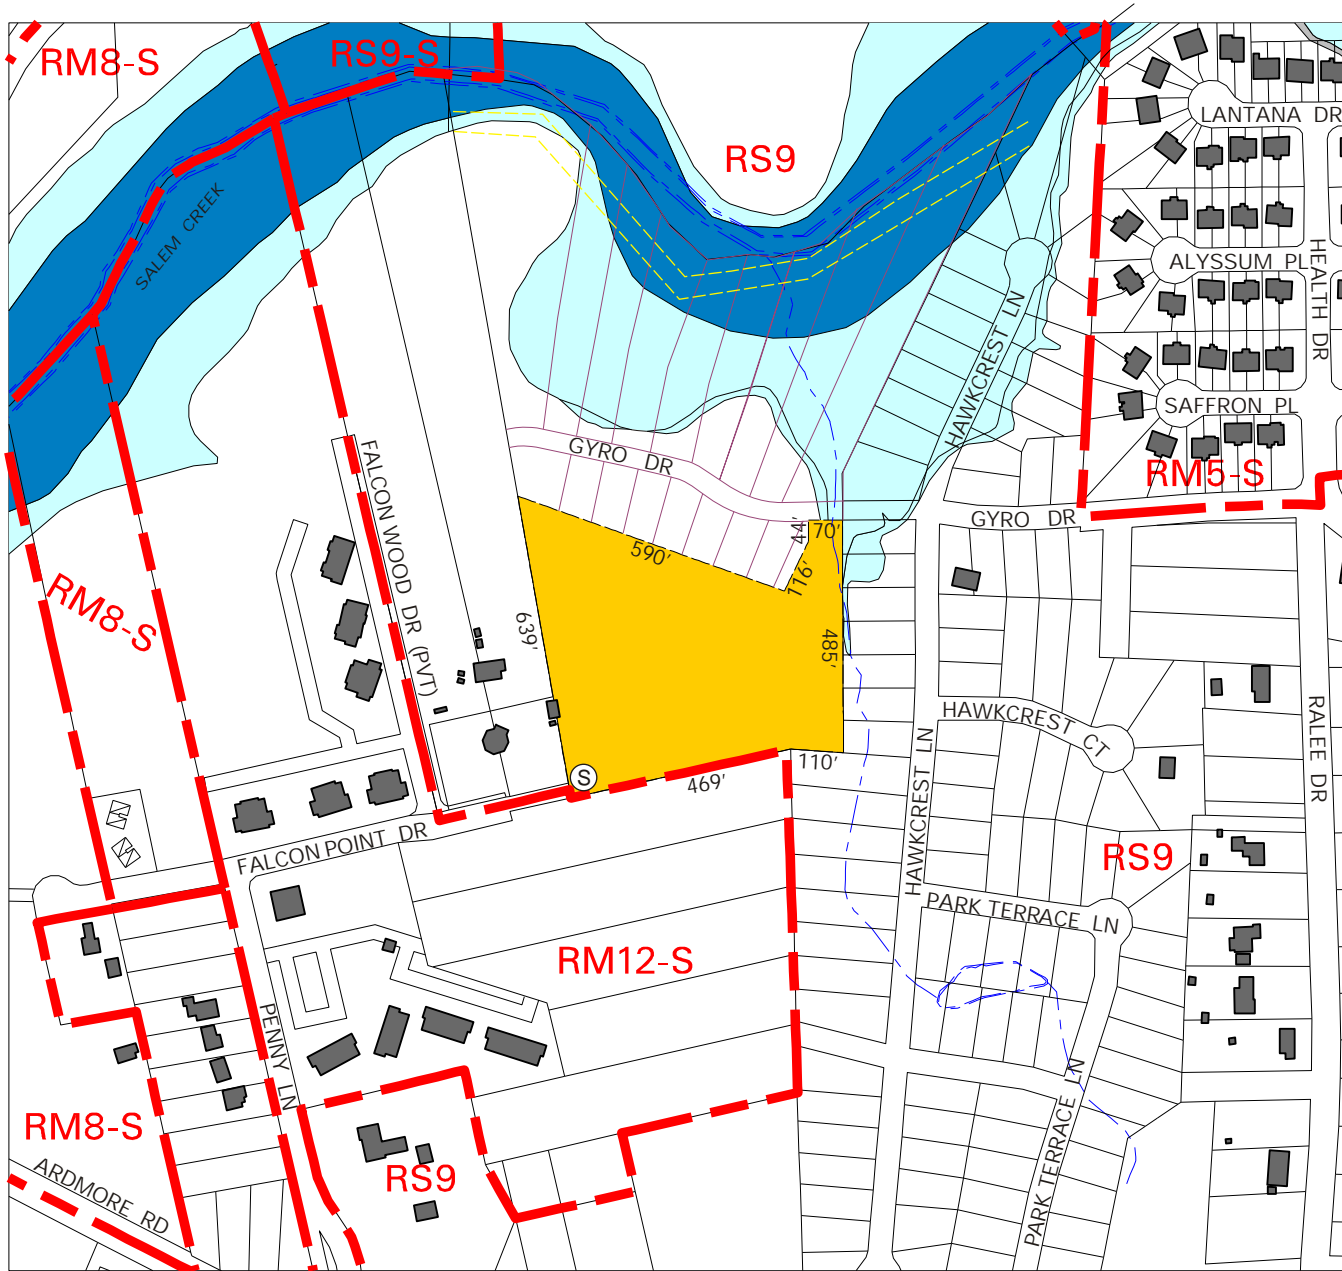 RM8-S
RS9-S
RS9
LANTANA DR
SALEM CREEK
ALYSSUM PL
HEALTH DR
HAWKCREST LN
SAFFRON PL
FALCON WOOD DR (PVT)
GYRO DR
RM5-S
GYRO DR
44'
70'
590'
116'
RM8-S
639'
485'
HAWKCREST CT
RALEE DR
HAWKCREST LN
110'
S
469'
FALCON POINT DR
RS9
PARK TERRACE LN
RM12-S
PENNY LN
RM8-S
RS9
PARK TERRACE LN
ARDMORE RD